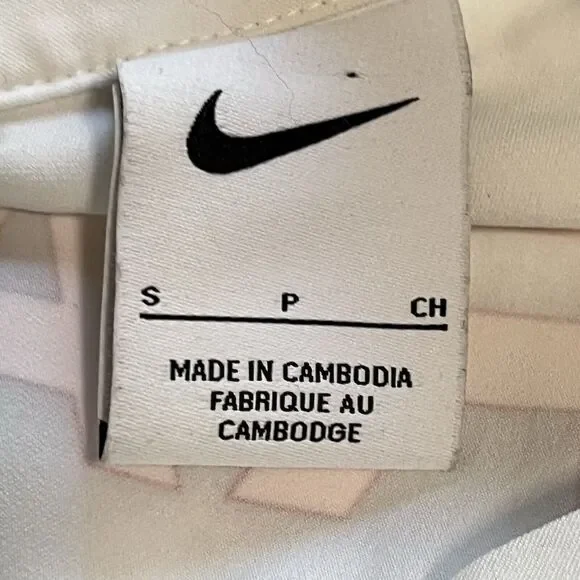 S P CH
MADE IN CAMBODIA
FABRIQUE AU
CAMBODGE